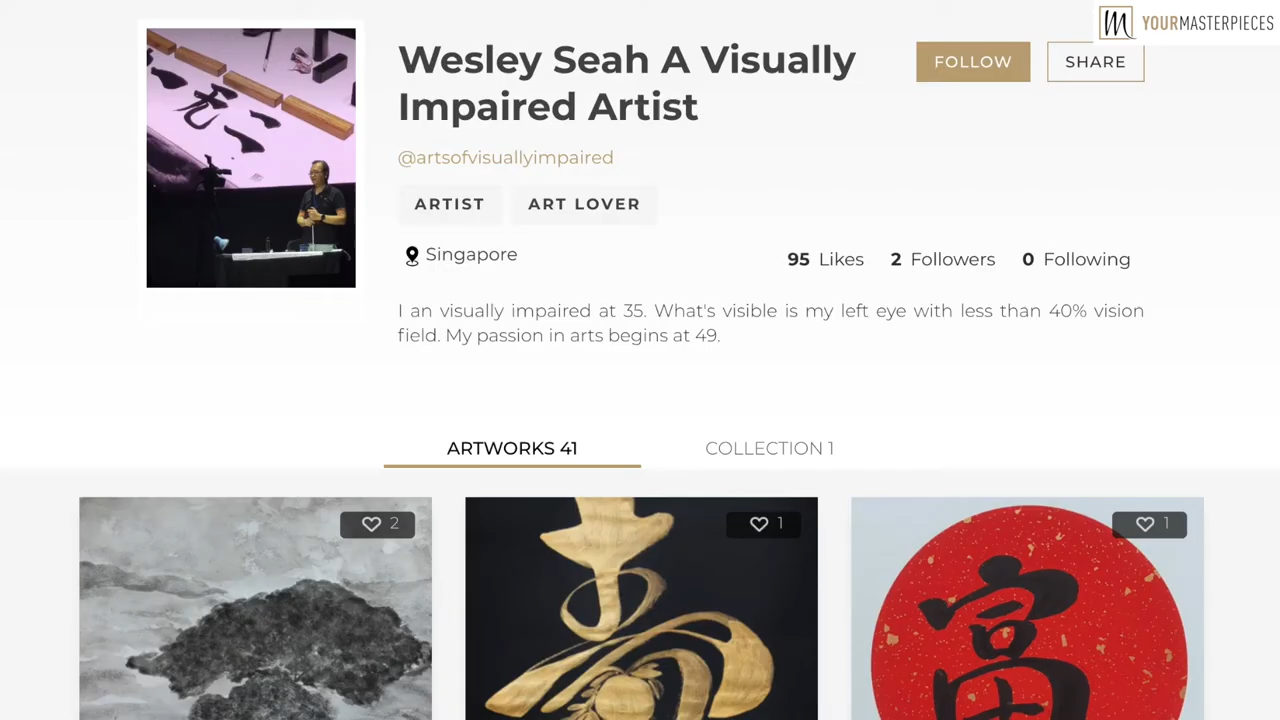 YOURMASTERPIECES
Wesley Seah A Visually
Impaired Artist
FOLLOW
SHARE
@artsofvisuallyimpaired
ARTIST
ART LOVER
Singapore
95 Likes
2 Followers
0 Following
I an visually impaired at 35. What's visible is my left eye with less than 40% vision
field. My passion in arts begins at 49.
ARTWORKS 41
COLLECTION 1
2
1
1
富